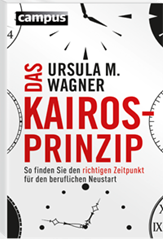 campus
DAS
URSULA M.
WAGNER
KAIROS-
PRINZIP
So finden Sie den richtigen Zeitpunkt
für den beruflichen Neustart